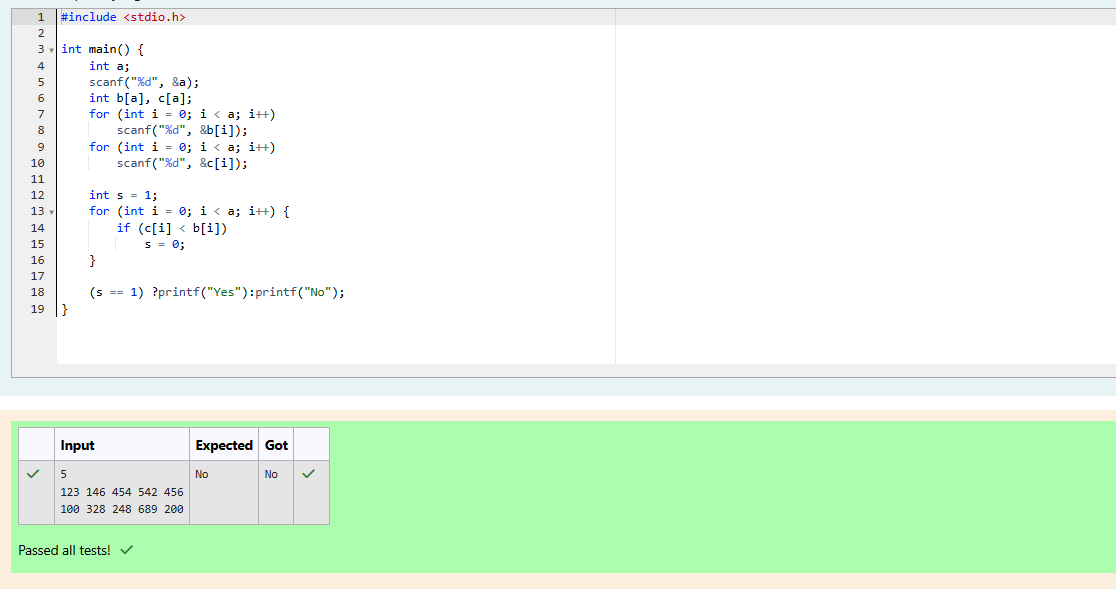 1 #include <stdio.h>
2
3 int main() {
4     int a;
5     scanf("%d", &a);
6     int b[a], c[a];
7     for (int i = 0; i < a; i++)
8         scanf("%d", &b[i]);
9     for (int i = 0; i < a; i++)
10         scanf("%d", &c[i]);
11
12     int s = 1;
13     for (int i = 0; i < a; i++) {
14         if (c[i] < b[i])
15             s = 0;
16     }
17
18     (s == 1) ?printf("Yes"):printf("No");
19 }
Input Expected Got
5 No No
123 146 454 542 456
100 328 248 689 200
Passed all tests!